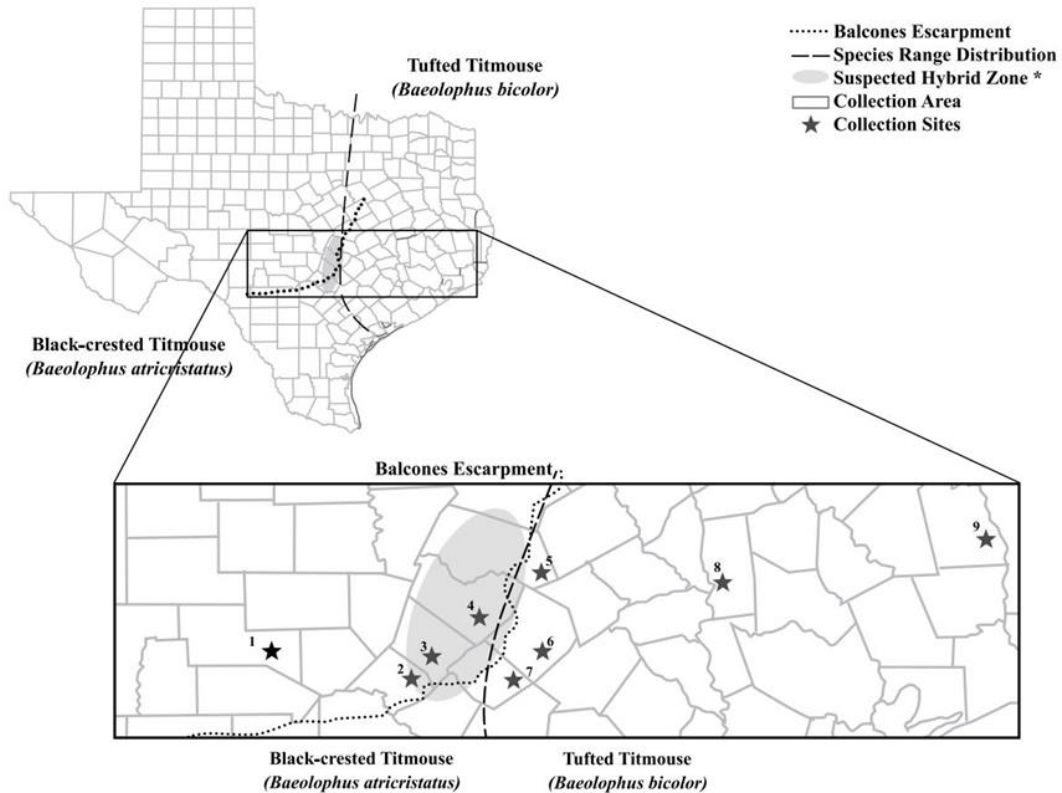 Balcones Escarpment
Species Range Distribution
Suspected Hybrid Zone *
Collection Area
Collection Sites
Tufted Titmouse
(Baeolophus bicolor)
Black-crested Titmouse
(Baeolophus atricristatus)
Balcones Escarpment
1
2
3
4
5
6
7
8
9
Black-crested Titmouse
(Baeolophus atricristatus)
Tufted Titmouse
(Baeolophus bicolor)